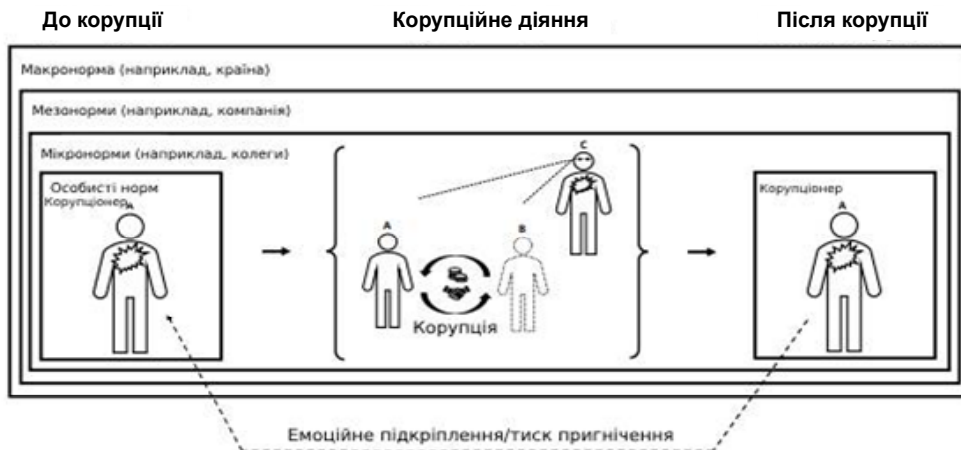 До корупції
Корупційне діяння
Після корупції
Макронорма (наприклад, країна)
Мезонорми (наприклад, компанія)
Мікронорми (наприклад, колеги)
Особисті норм
Корупціонер
A
A
B
C
Корупція
Корупціонер
A
Емоційне підкріплення/тиск пригнічення